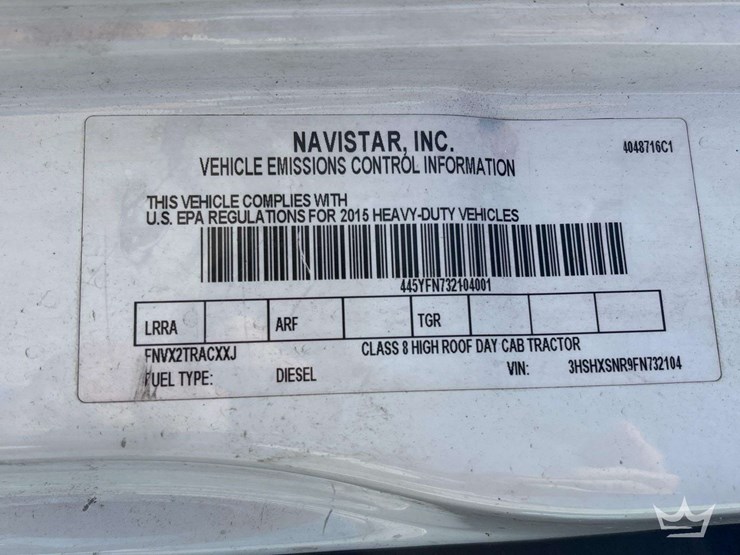 NAVISTAR, INC.
4048716C1
VEHICLE EMISSIONS CONTROL INFORMATION
THIS VEHICLE COMPLIES WITH
U.S. EPA REGULATIONS FOR 2015 HEAVY-DUTY VEHICLES
445YFN732104001
LRRA ARF TGR
FNVX2TRACXXJ CLASS 8 HIGH ROOF DAY CAB TRACTOR
FUEL TYPE: DIESEL VIN: 3HSHXSNR9FN732104